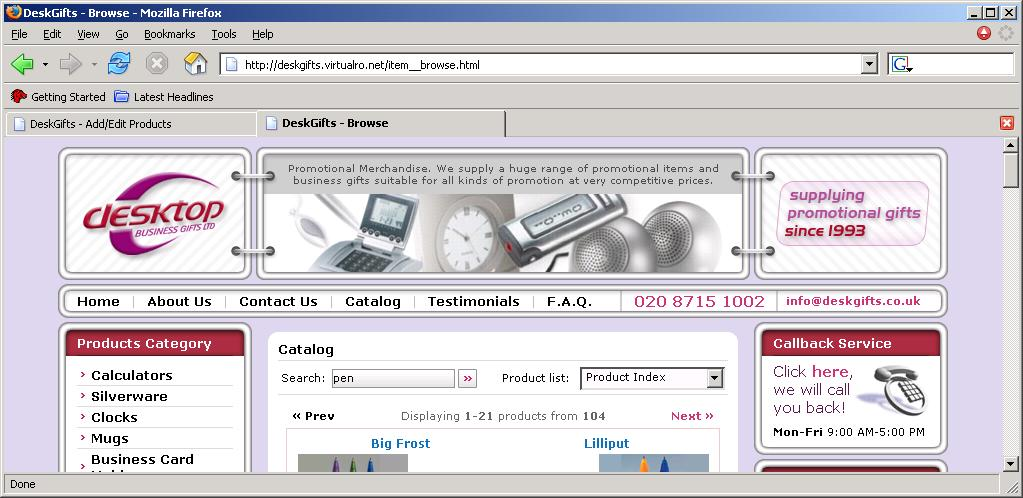 DeskGifts - Browse - Mozilla Firefox
File Edit View Go Bookmarks Tools Help
http://deskgifts.virtualro.net/item__browse.html
G
Getting Started Latest Headlines
DeskGifts - Add/Edit Products DeskGifts - Browse
Promotional Merchandise. We supply a huge range of promotional items and
business gifts suitable for all kinds of promotion at very competitive prices.
desktop
BUSINESS GIFTS LTD
supplying
promotional gifts
since 1993
Home About Us Contact Us Catalog Testimonials F.A.Q. 020 8715 1002 info@deskgifts.co.uk
Products Category
› Calculators
› Silverware
› Clocks
› Mugs
› Business Card
Catalog
Search: pen » Product list: Product Index
« Prev Displaying 1-21 products from 104 Next »
Big Frost Lilliput
Callback Service
Click here,
we will call
you back!
Mon-Fri 9:00 AM-5:00 PM
Done